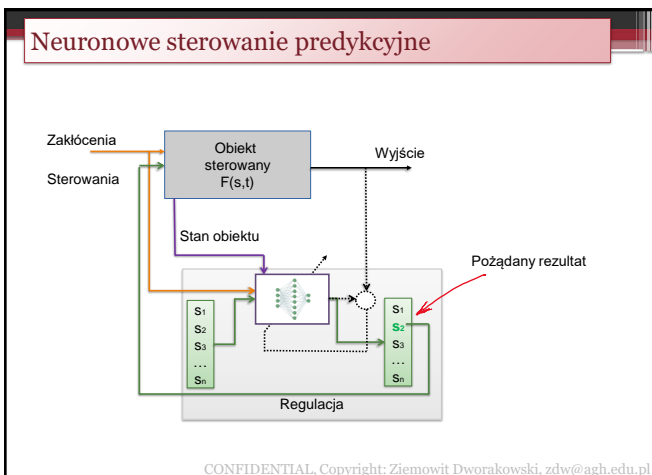 Neuronowe sterowanie predykcyjne
Zakłócenia
Sterowania
Obiekt
sterowany
F(s,t)
Wyjście
Stan obiektu
Pożądany rezultat
s1
s2
s3
…
sn
s1
s2
s3
…
sn
Regulacja
CONFIDENTIAL, Copyright: Ziemowit Dworakowski, zdw@agh.edu.pl